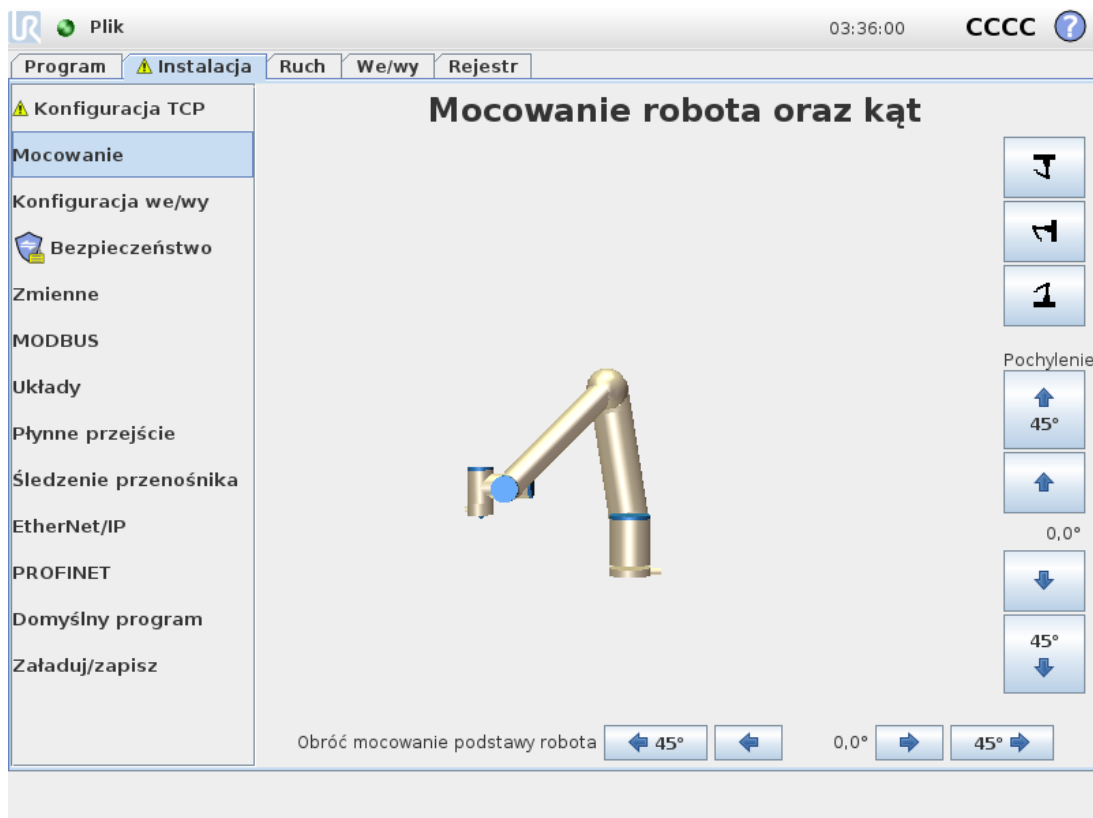 UR Plik 03:36:00 CCCC ?
Program Instalacja Ruch We/wy Rejestr
Konfiguracja TCP
Mocowanie
Konfiguracja we/wy
Bezpieczeństwo
Zmienne
MODBUS
Układy
Płynne przejście
Śledzenie przenośnika
EtherNet/IP
PROFINET
Domyślny program
Załaduj/zapisz
Mocowanie robota oraz kąt
Pochylenie
45°
0,0°
45°
Obróć mocowanie podstawy robota 45° 0,0° 45°